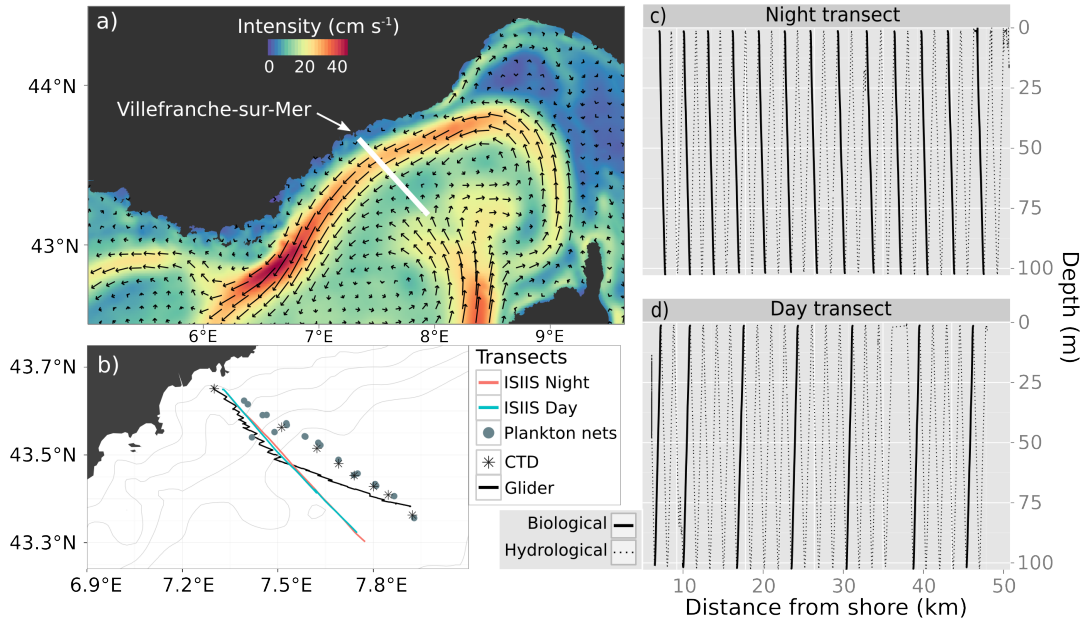 a)
Intensity (cm s⁻¹)
0 20 40
44°N
Villefranche-sur-Mer
43°N
6°E 7°E 8°E 9°E
b)
43.7°N
43.5°N
43.3°N
6.9°E 7.2°E 7.5°E 7.8°E
Transects
ISIIS Night
ISIIS Day
Plankton nets
CTD
Glider
Biological
Hydrological
c) Night transect
0
25
50
75
100
d) Day transect
0
25
50
75
100
Depth (m)
10 20 30 40 50
Distance from shore (km)